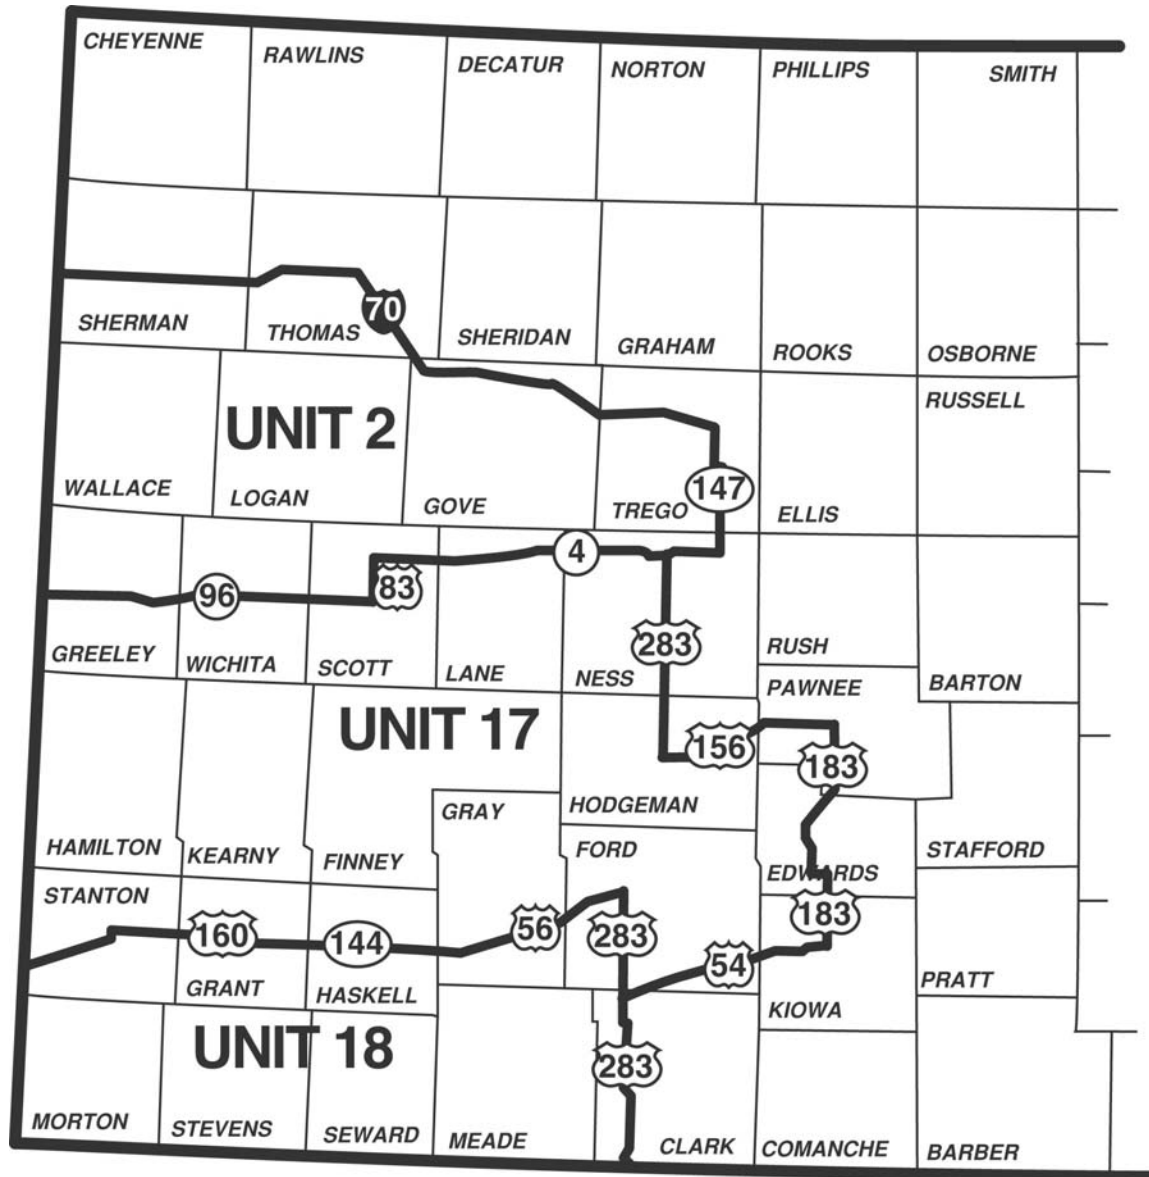 CHEYENNE
RAWLINS
DECATUR
NORTON
PHILLIPS
SMITH
SHERMAN
THOMAS
70
SHERIDAN
GRAHAM
ROOKS
OSBORNE
UNIT 2
RUSSELL
WALLACE
LOGAN
GOVE
TREGO
147
ELLIS
4
96
83
283
GREELEY
WICHITA
SCOTT
LANE
NESS
RUSH
PAWNEE
BARTON
UNIT 17
156
183
GRAY
HODGEMAN
HAMILTON
KEARNY
FINNEY
FORD
EDWARDS
STAFFORD
STANTON
160
144
56
283
183
54
GRANT
HASKELL
KIOWA
PRATT
UNIT 18
283
MORTON
STEVENS
SEWARD
MEADE
CLARK
COMANCHE
BARBER